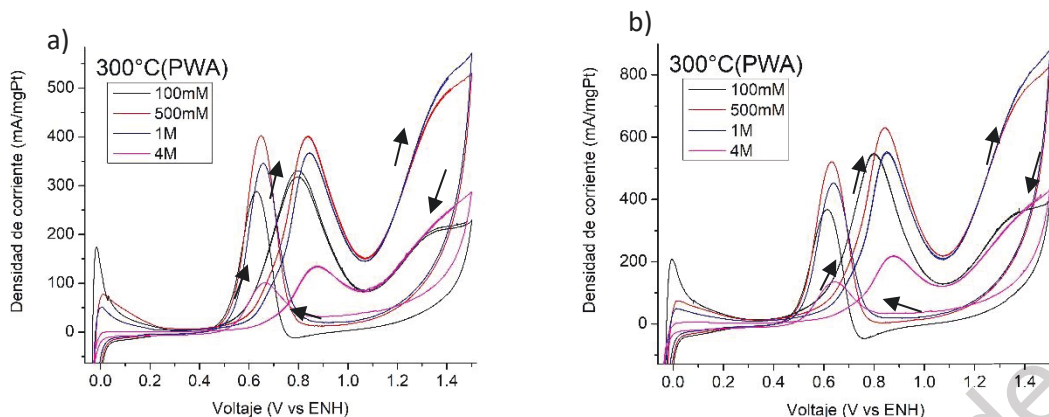 a)
300°C(PWA)
100mM
500mM
1M
4M
Densidad de corriente (mA/mgPt)
500
400
300
200
100
0
0.0 0.2 0.4 0.6 0.8 1.0 1.2 1.4
Voltaje (V vs ENH)
b)
300°C(PWA)
100mM
500mM
1M
4M
Densidad de corriente (mA/mgPt)
800
600
400
200
0
0.0 0.2 0.4 0.6 0.8 1.0 1.2 1.4
Voltaje (V vs ENH)